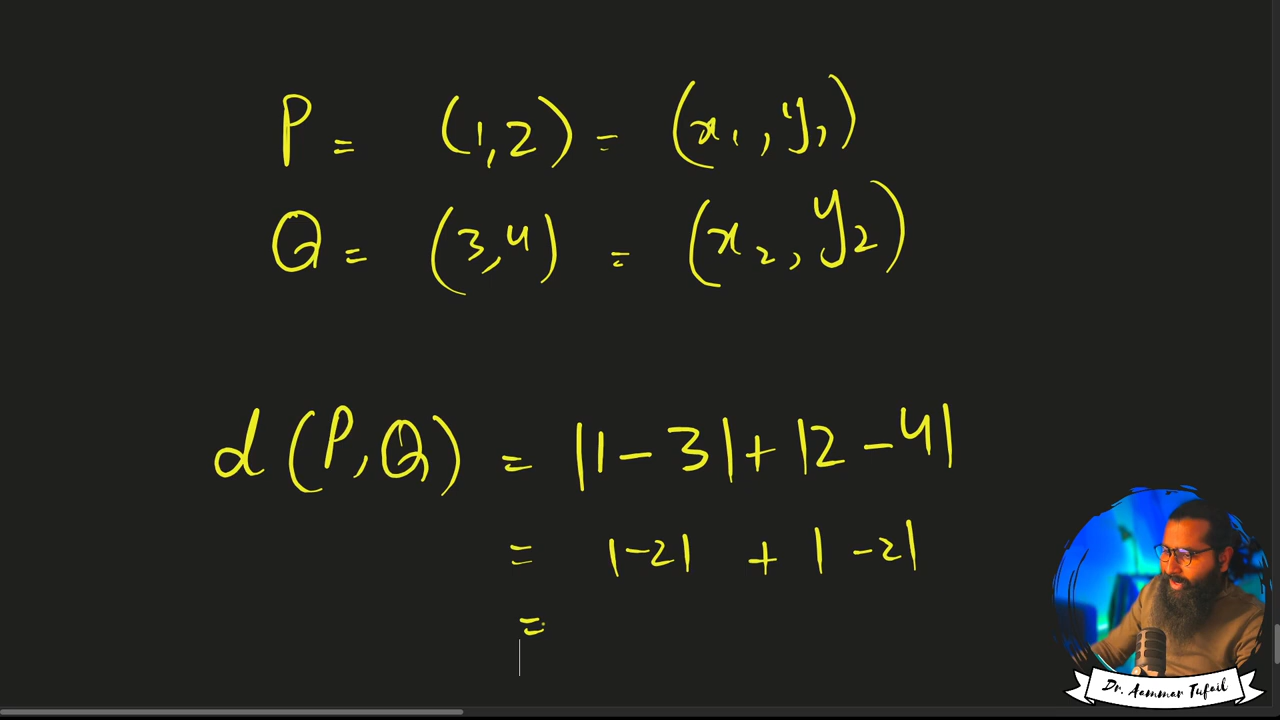 P = (1,2) = (x₁, y₁)
Q = (3,4) = (x₂, y₂)
d(P,Q) = |1-3|+|2-4|
= |-2| + |-2|
=
Dr. Aammar Tufail